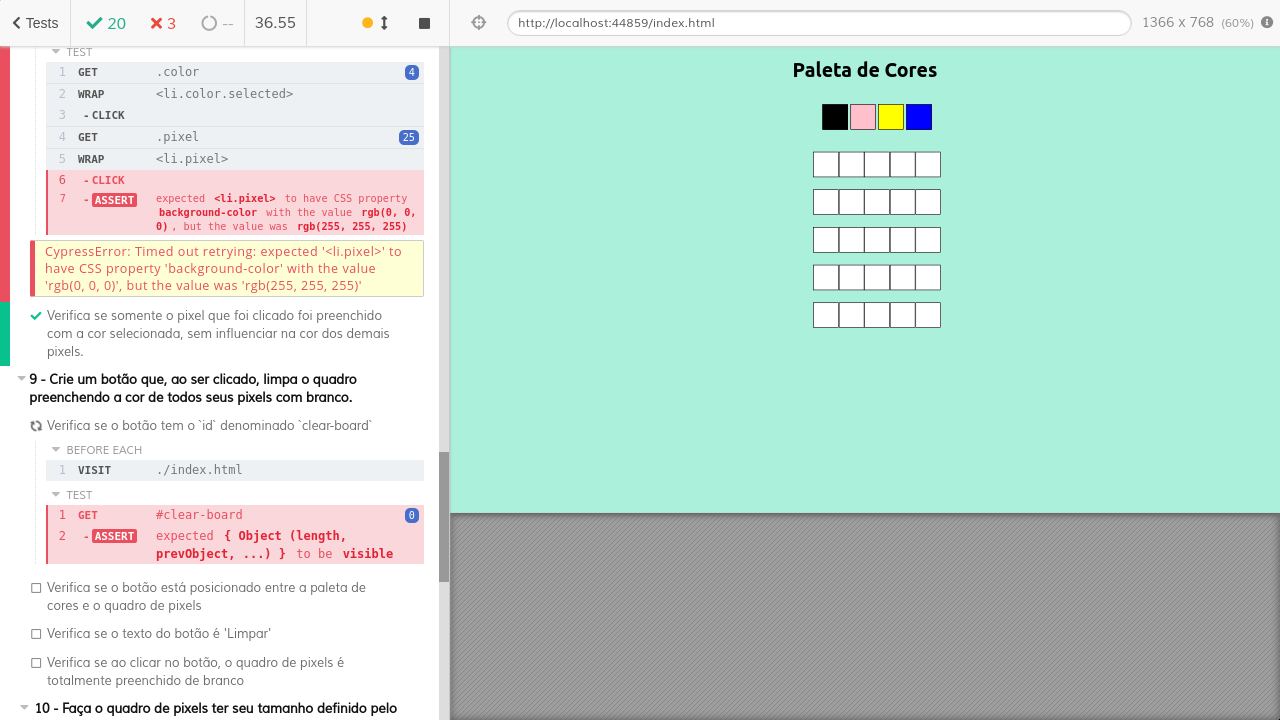 Tests 20 3 -- 36.55 http://localhost:44859/index.html 1366 x 768 (60%)
TEST
1 GET .color 4
2 WRAP <li.color.selected>
3 - CLICK
4 GET .pixel 25
5 WRAP <li.pixel>
6 - CLICK
7 - ASSERT expected <li.pixel> to have CSS property
background-color with the value rgb(0, 0,
0) , but the value was rgb(255, 255, 255)
CypressError: Timed out retrying: expected '<li.pixel>' to
have CSS property 'background-color' with the value
'rgb(0, 0, 0)', but the value was 'rgb(255, 255, 255)'
Verifica se somente o pixel que foi clicado foi preenchido
com a cor selecionada, sem influenciar na cor dos demais
pixels.
9 - Crie um botão que, ao ser clicado, limpa o quadro
preenchendo a cor de todos seus pixels com branco.
Verifica se o botão tem o `id` denominado `clear-board`
BEFORE EACH
1 VISIT ./index.html
TEST
1 GET #clear-board 0
2 - ASSERT expected { Object (length,
prevObject, ...) } to be visible
Verifica se o botão está posicionado entre a paleta de
cores e o quadro de pixels
Verifica se o texto do botão é 'Limpar'
Verifica se ao clicar no botão, o quadro de pixels é
totalmente preenchido de branco
10 - Faça o quadro de pixels ter seu tamanho definido pelo
Paleta de Cores